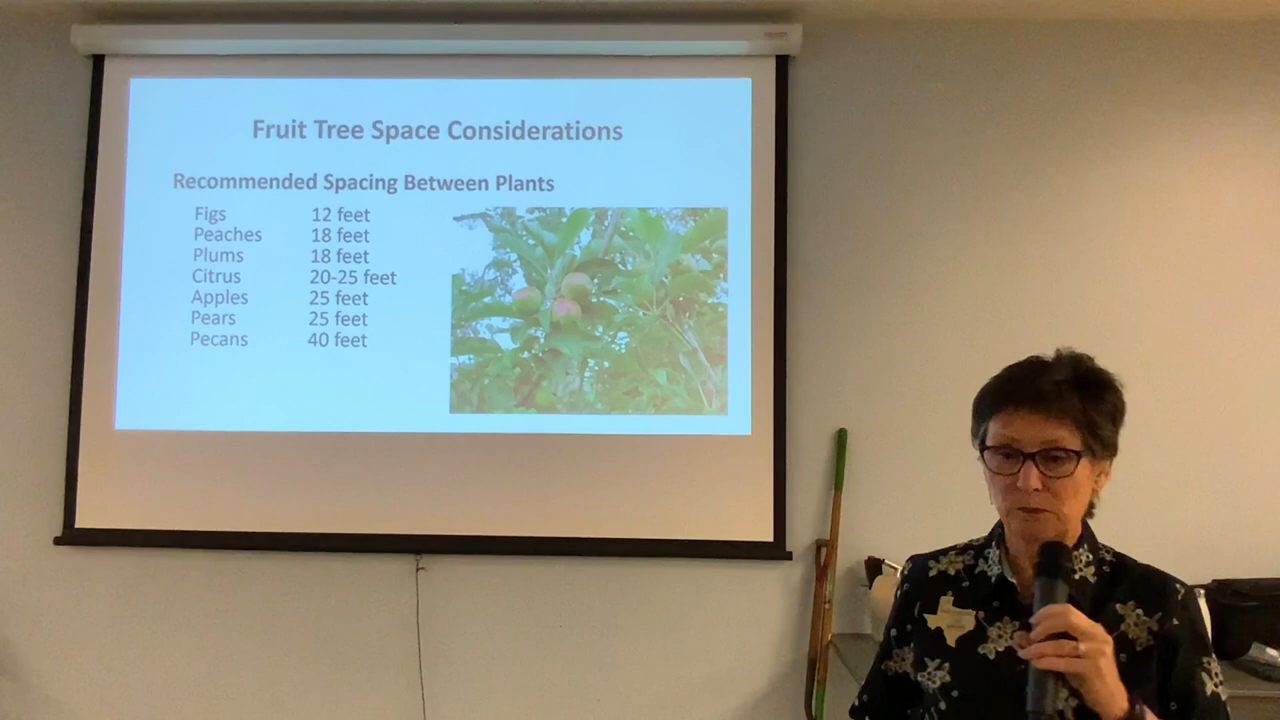 Fruit Tree Space Considerations
Recommended Spacing Between Plants
Figs 12 feet
Peaches 18 feet
Plums 18 feet
Citrus 20-25 feet
Apples 25 feet
Pears 25 feet
Pecans 40 feet